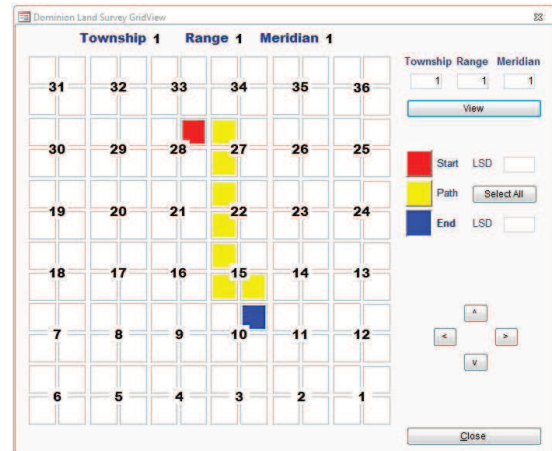 Dominion Land Survey GridView
Township 1 Range 1 Meridian 1
Township Range Meridian
1 1 1
View
31 32 33 34 35 36
30 29 28 27 26 25
Start LSD
Path Select All
19 20 21 22 23 24
End LSD
18 17 16 15 14 13
^
7 8 9 10 11 12
< >
v
6 5 4 3 2 1
Close